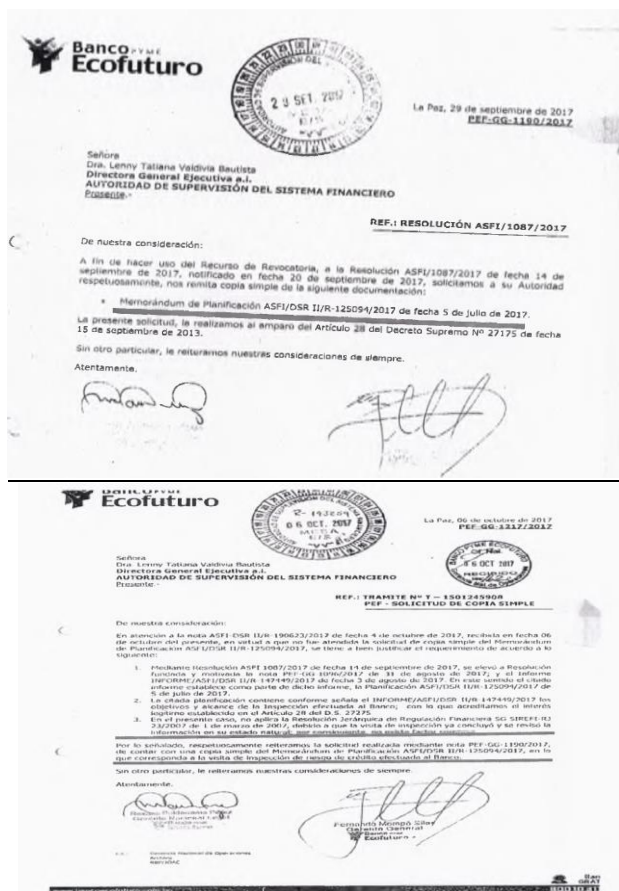 Banco PYME
Ecofuturo
29 SET. 2017
La Paz, 29 de septiembre de 2017
PEF-GG-1190/2017
Señora
Dra. Lenny Tatiana Valdivia Bautista
Directora General Ejecutiva a.i.
AUTORIDAD DE SUPERVISIÓN DEL SISTEMA FINANCIERO
Presente.-
REF.: RESOLUCIÓN ASFI/1087/2017
De nuestra consideración:
A fin de hacer uso del Recurso de Revocatoria, a la Resolución ASFI/1087/2017 de fecha 14 de
septiembre de 2017, notificado en fecha 20 de septiembre de 2017, solicitamos a su Autoridad
respetuosamente, nos remita copia simple de la siguiente documentación:
• Memorándum de Planificación ASFI/DSR II/R-125094/2017 de fecha 5 de julio de 2017.
La presente solicitud, la realizamos al amparo del Artículo 28 del Decreto Supremo Nº 27175 de fecha
15 de septiembre de 2013.
Sin otro particular, le reiteramos nuestras consideraciones de siempre.
Atentamente.
Banco PYME
Ecofuturo
06 OCT. 2017
La Paz, 06 de octubre de 2017
PEF-GG-1217/2017
06 OCT 2017
Señora
Dra. Lenny Tatiana Valdivia Bautista
Directora General Ejecutiva a.i.
AUTORIDAD DE SUPERVISIÓN DEL SISTEMA FINANCIERO
Presente.-
REF.: TRAMITE Nº T – 1501245908
PEF - SOLICITUD DE COPIA SIMPLE
De nuestra consideración:
En atención a la nota ASFI-DSR II/R-190623/2017 de fecha 4 de octubre de 2017, recibida en fecha 06
de octubre del presente, en virtud a que no fue atendida la solicitud de copia simple del Memorándum
de Planificación ASFI/DSR II/R-125094/2017, se tiene a bien justificar el requerimiento de acuerdo a lo
siguiente:
1. Mediante Resolución ASFI 1087/2017 de fecha 14 de septiembre de 2017, se elevó a Resolución
fundada y motivada la nota PEF-GG 1096/2017 de 31 de agosto de 2017; y el Informe
INFORME/ASFI/DSR II/R-147449/2017 de fecha 3 de agosto de 2017. En ese sentido el citado
informe establece como parte de dicho informe, la Planificación ASFI/DSR II/R-125094/2017 de
5 de julio de 2017.
2. La citada planificación contiene conforme señala el INFORME/ASFI/DSR II/R-147449/2017 los
objetivos y alcance de la Inspección efectuada al Banco; con lo que acreditamos el interés
legítimo establecido en el Artículo 28 del D.S. 27275
3. En el presente caso, no aplica la Resolución Jerárquica de Regulación Financiera SG SIREFI-RJ
23/2007 de 1 de marzo de 2007, debido a que la visita de inspección ya concluyó y se revisó la
información en su estado natural; por consiguiente, no exista factor
Por lo señalado, respetuosamente reiteramos la solicitud realizada mediante nota PEF-GG-1190/2017,
de contar con una copia simple del Memorándum de Planificación ASFI/DSR II/R-125094/2017, en lo
que corresponda a la visita de inspección de riesgo de crédito efectuada al Banco.
Sin otro particular, le reiteramos nuestras consideraciones de siempre.
Atentamente.
Gerente General
Ecofuturo